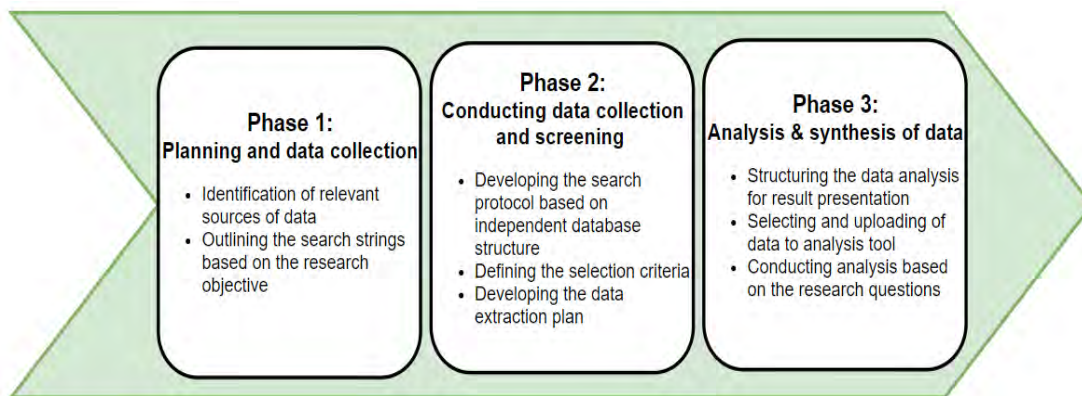 Phase 1:
Planning and data collection
• Identification of relevant
sources of data
• Outlining the search strings
based on the research
objective
Phase 2:
Conducting data collection
and screening
• Developing the search
protocol based on
independent database
structure
• Defining the selection criteria
• Developing the data
extraction plan
Phase 3:
Analysis & synthesis of data
• Structuring the data analysis
for result presentation
• Selecting and uploading of
data to analysis tool
• Conducting analysis based
on the research questions